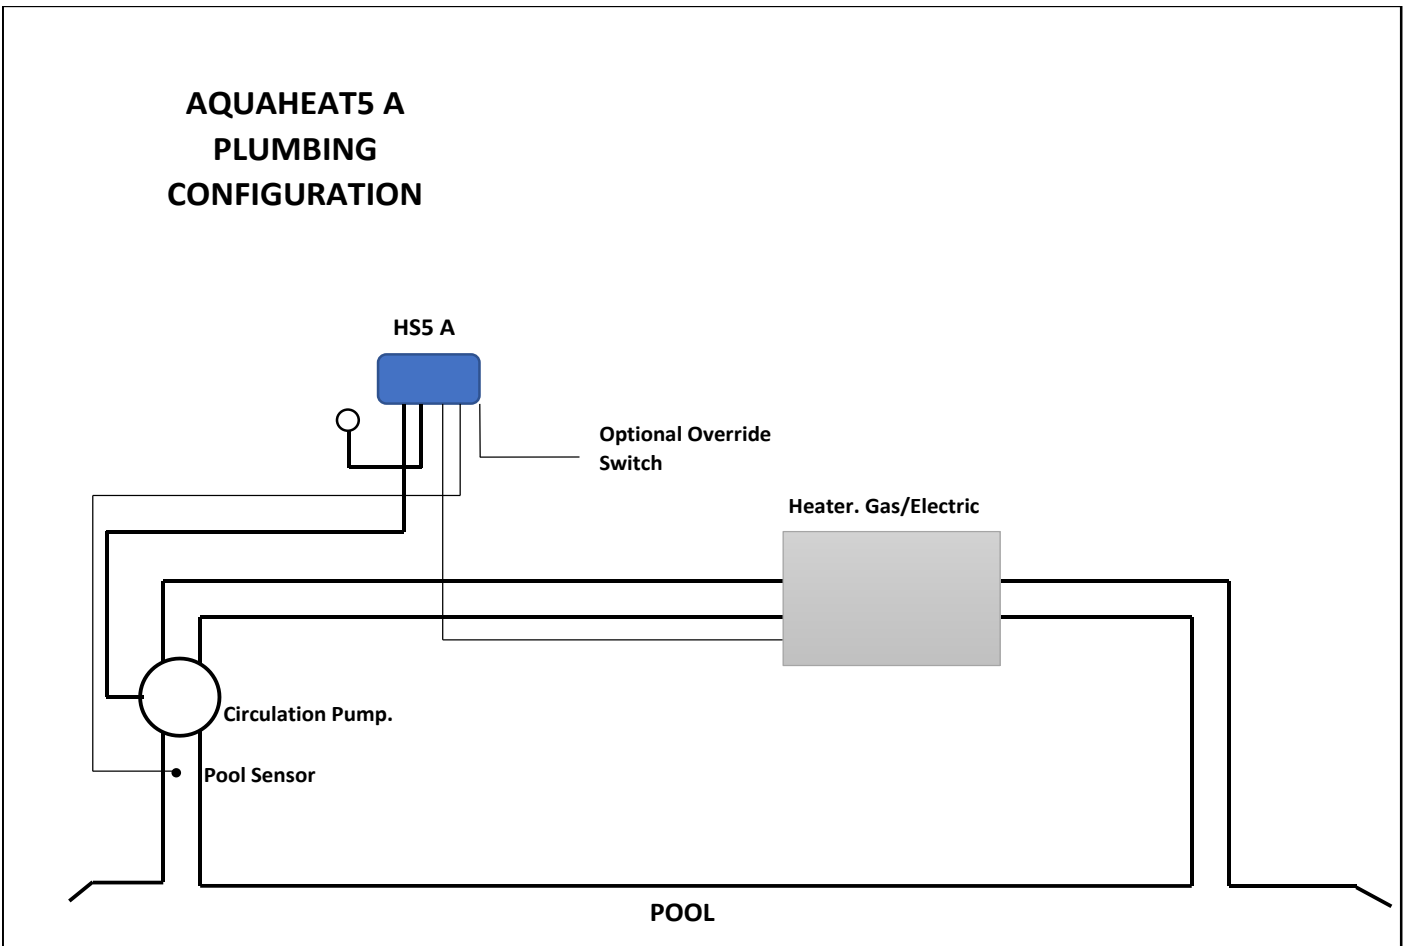 AQUAHEAT5 A
PLUMBING
CONFIGURATION
HS5 A
Optional Override
Switch
Heater. Gas/Electric
Circulation Pump.
Pool Sensor
POOL